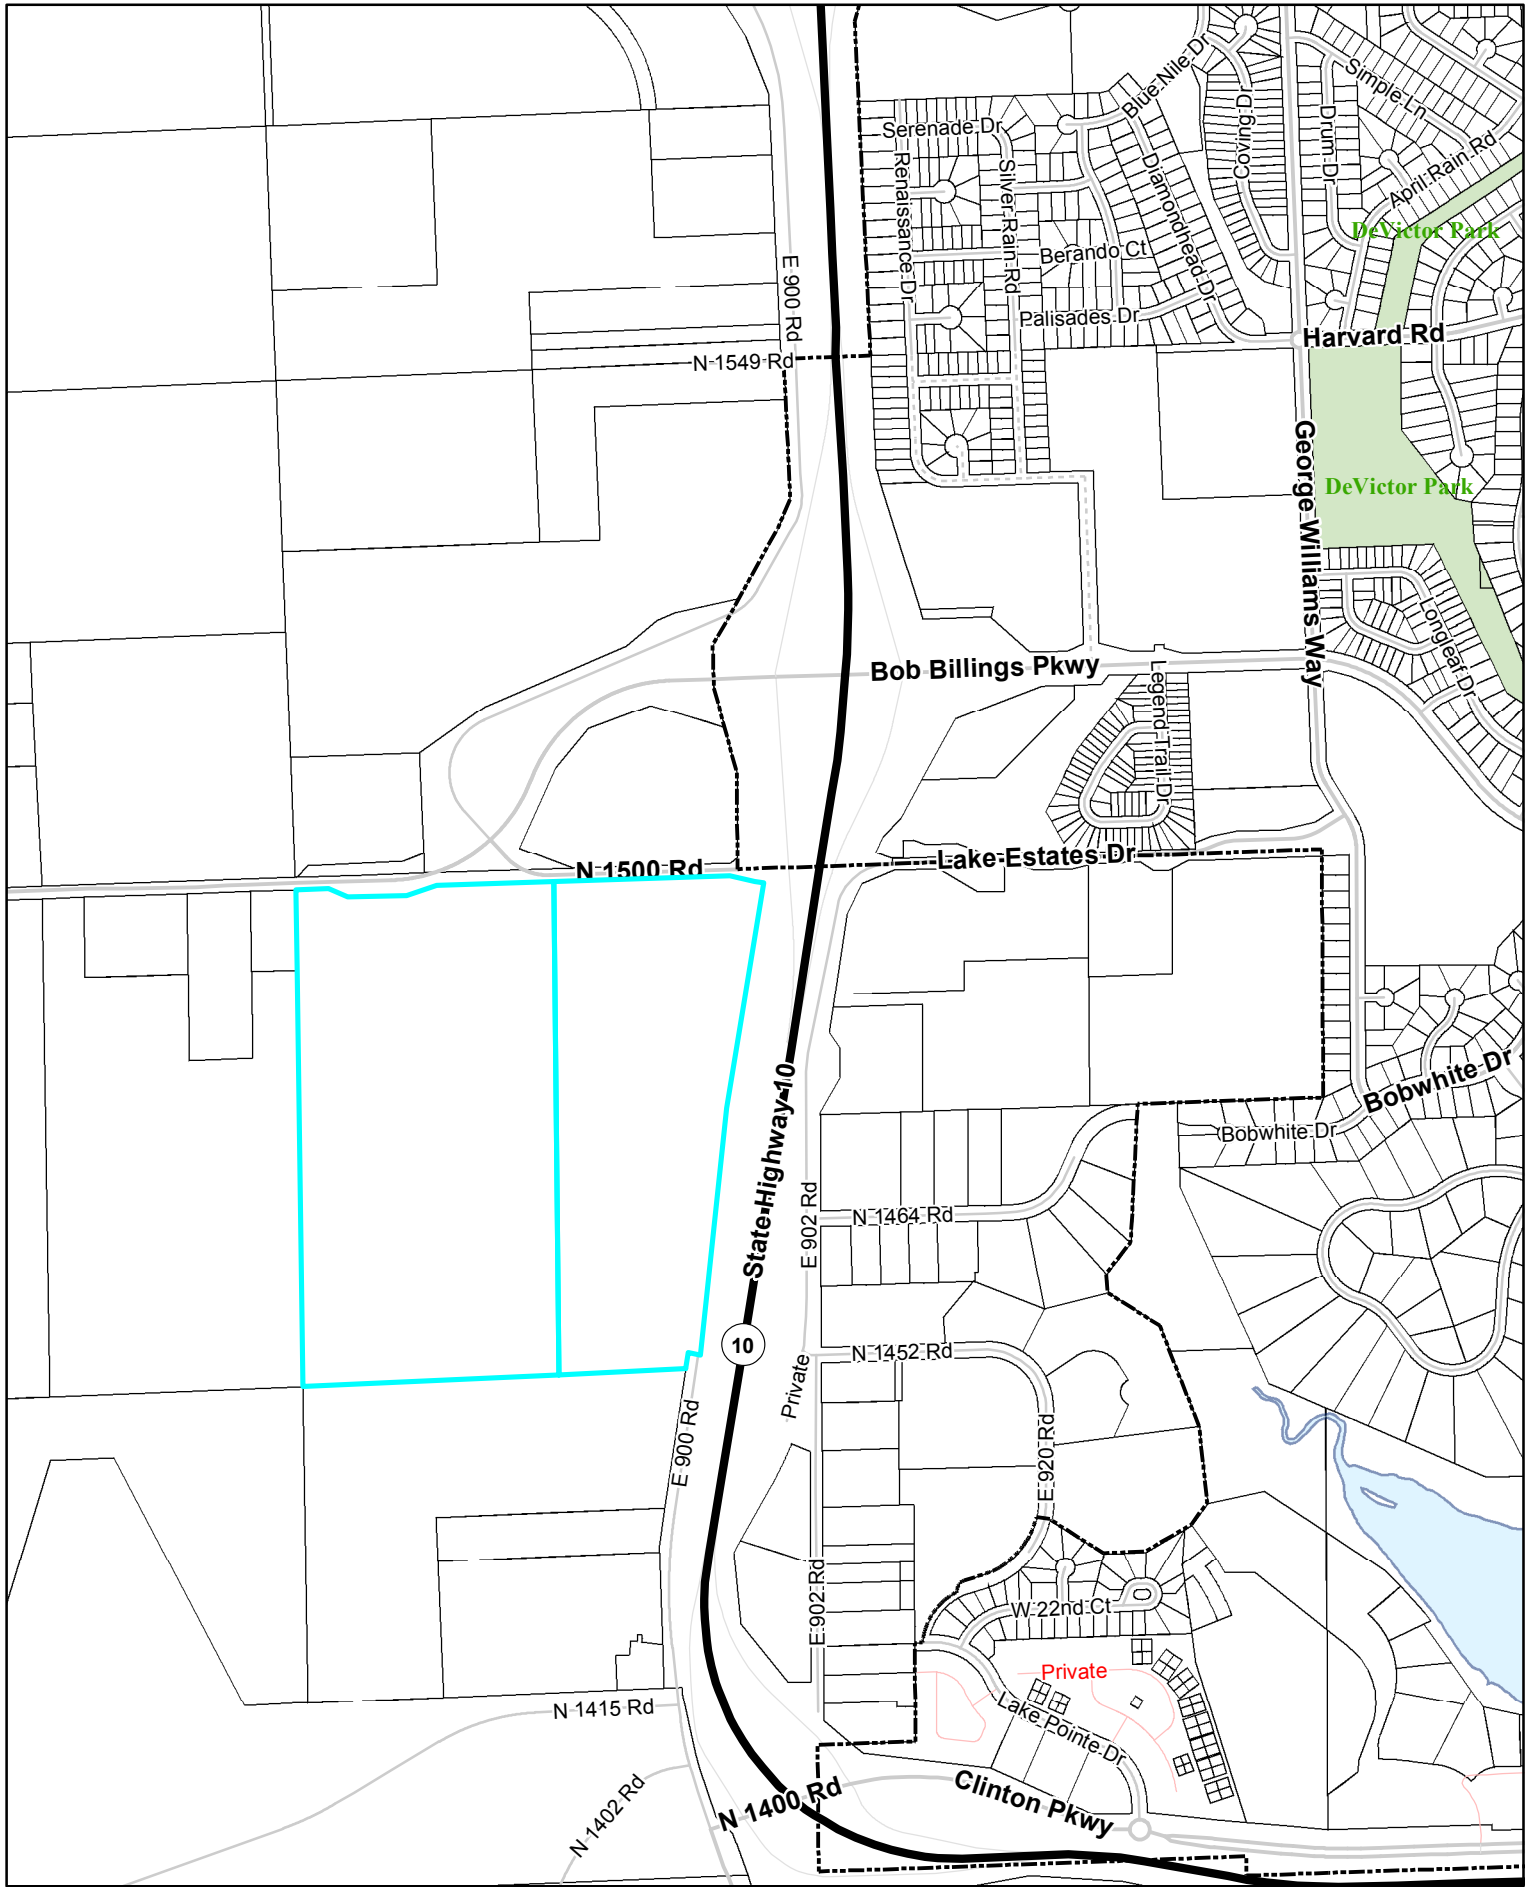 Blue Nile Dr
Simple Ln
Serenade Dr
Coving Dr
Drum Dr
April Rain Rd
Renaissance Dr
Silver Rain Rd
Diamondhead Dr
DeVictor Park
Berando Ct
E 900 Rd
Palisades Dr
Harvard Rd
N 1549 Rd
George Williams Way
DeVictor Park
Longleaf Dr
Bob Billings Pkwy
Legend Trail Dr
N 1500 Rd
Lake Estates Dr
State Highway 10
Bobwhite Dr
Bobwhite Dr
E 902 Rd
N 1464 Rd
10
N 1452 Rd
Private
E 900 Rd
E 920 Rd
E 902 Rd
W 22nd Ct
Private
N 1415 Rd
Lake Pointe Dr
N 1402 Rd
N 1400 Rd
Clinton Pkwy